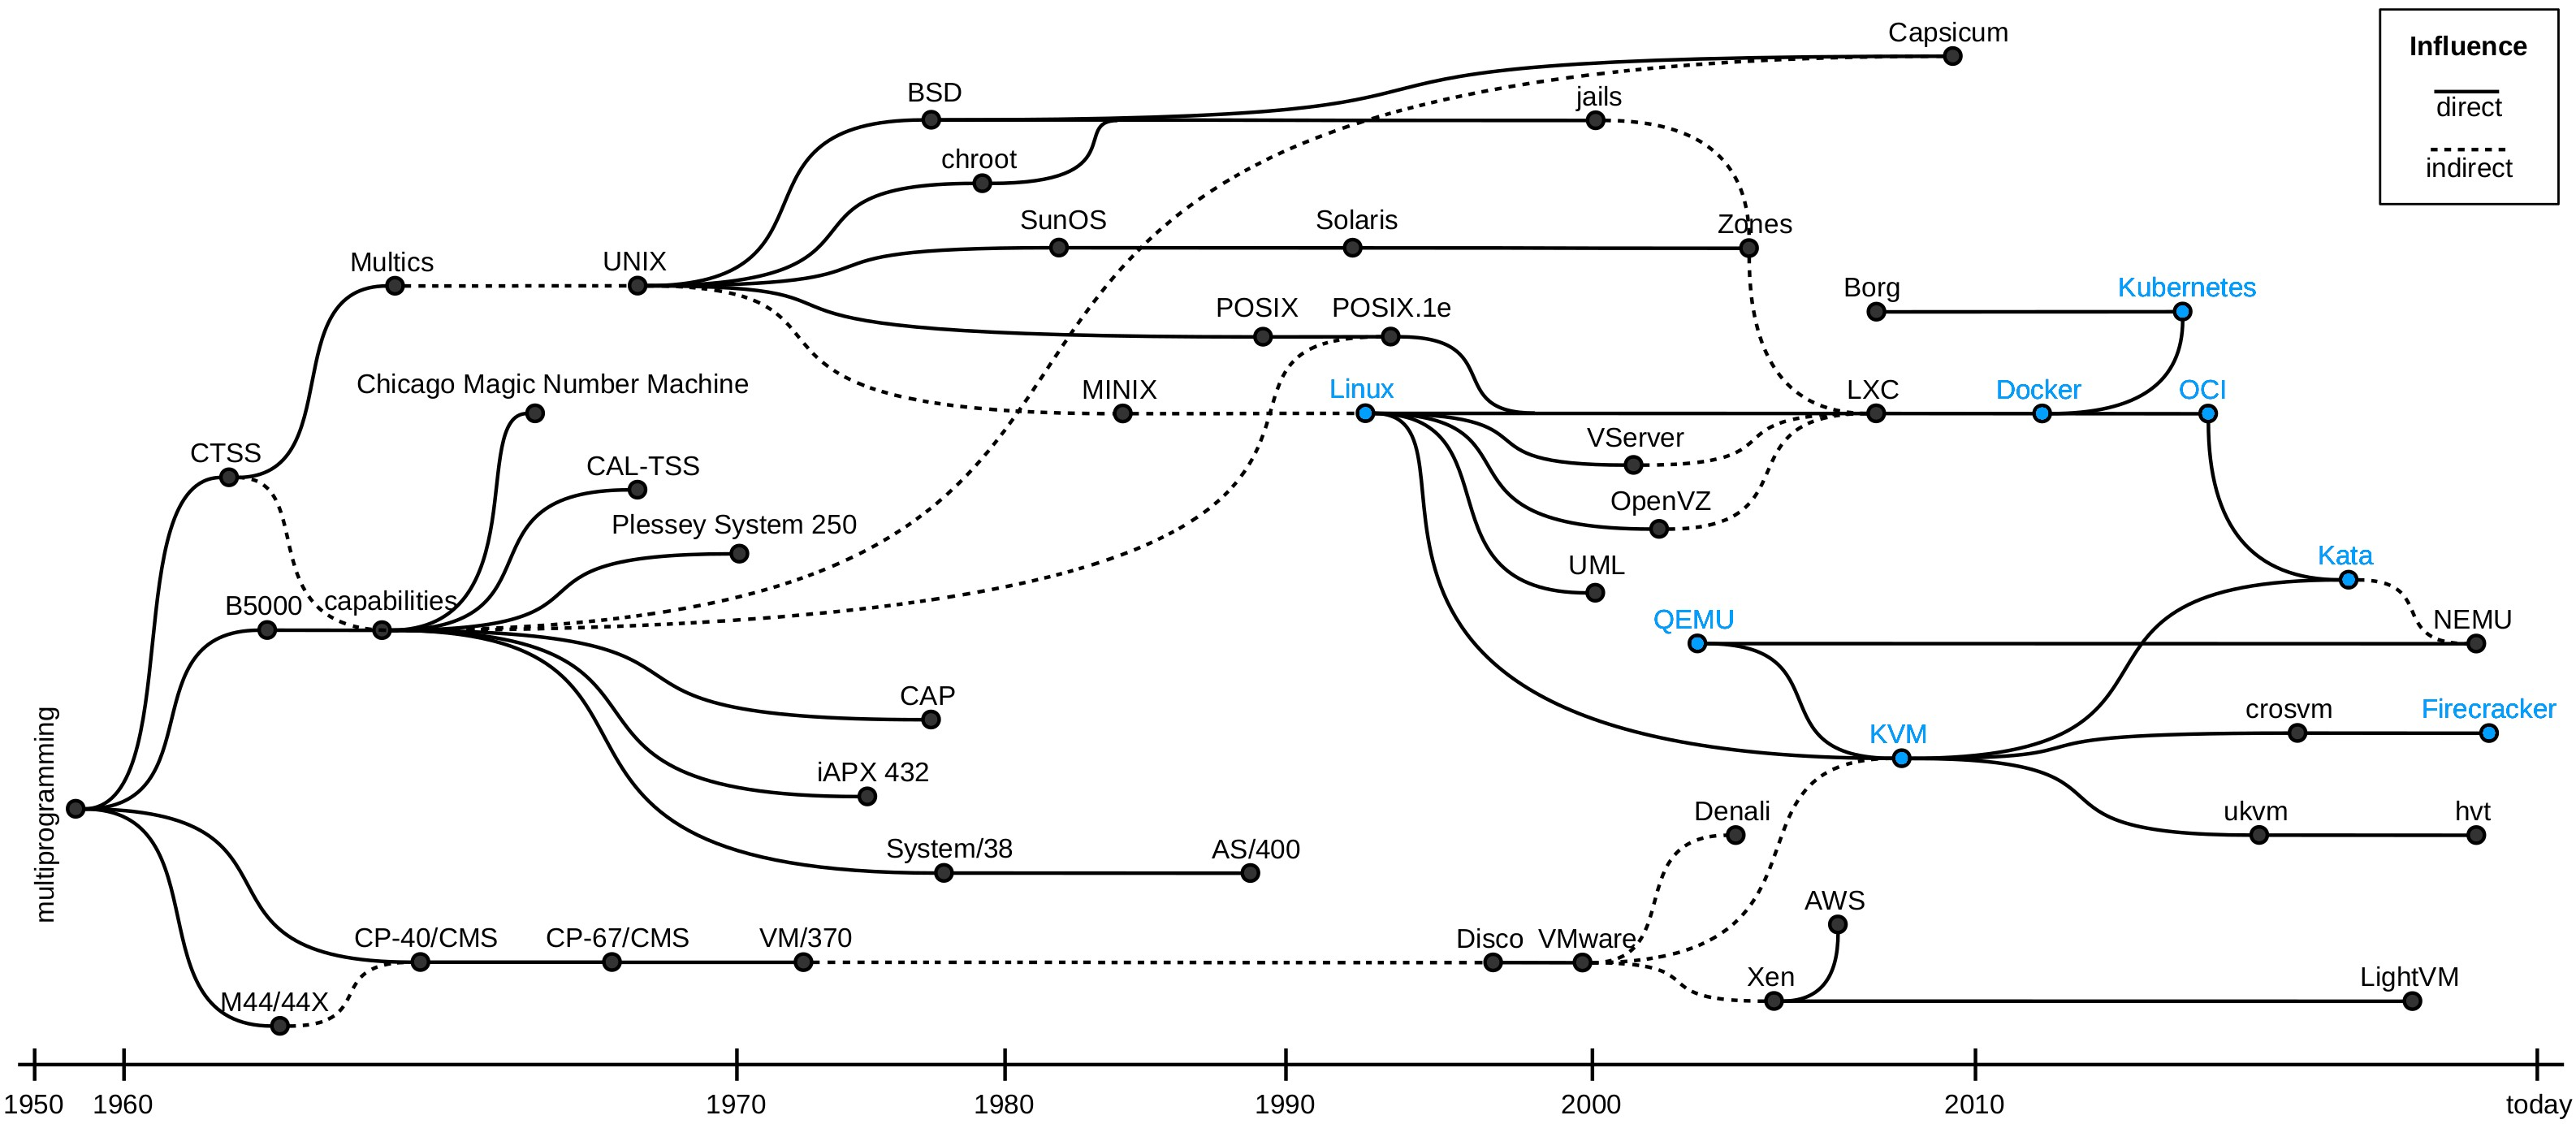 Capsicum
Influence
direct
indirect
BSD
jails
chroot
SunOS
Solaris
Zones
Multics
UNIX
Borg
Kubernetes
POSIX
POSIX.1e
Chicago Magic Number Machine
MINIX
Linux
LXC
Docker
OCI
VServer
CTSS
CAL-TSS
OpenVZ
Plessey System 250
UML
Kata
B5000
capabilities
QEMU
NEMU
CAP
crosvm
Firecracker
KVM
multiprogramming
iAPX 432
Denali
ukvm
hvt
System/38
AS/400
AWS
CP-40/CMS
CP-67/CMS
VM/370
Disco
VMware
Xen
LightVM
M44/44X
1950
1960
1970
1980
1990
2000
2010
today